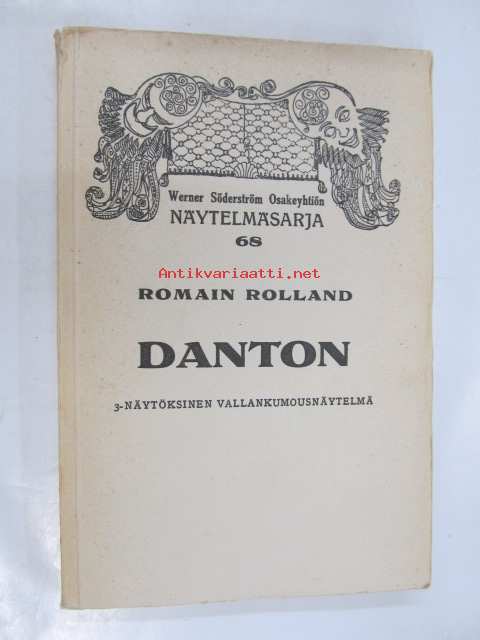 Werner Söderström Osakeyhtiön
NÄYTELMÄSARJA
68
Antikvariaatti.net
ROMAIN ROLLAND
DANTON
3-NÄYTÖKSINEN VALLANKUMOUSNÄYTELMÄ